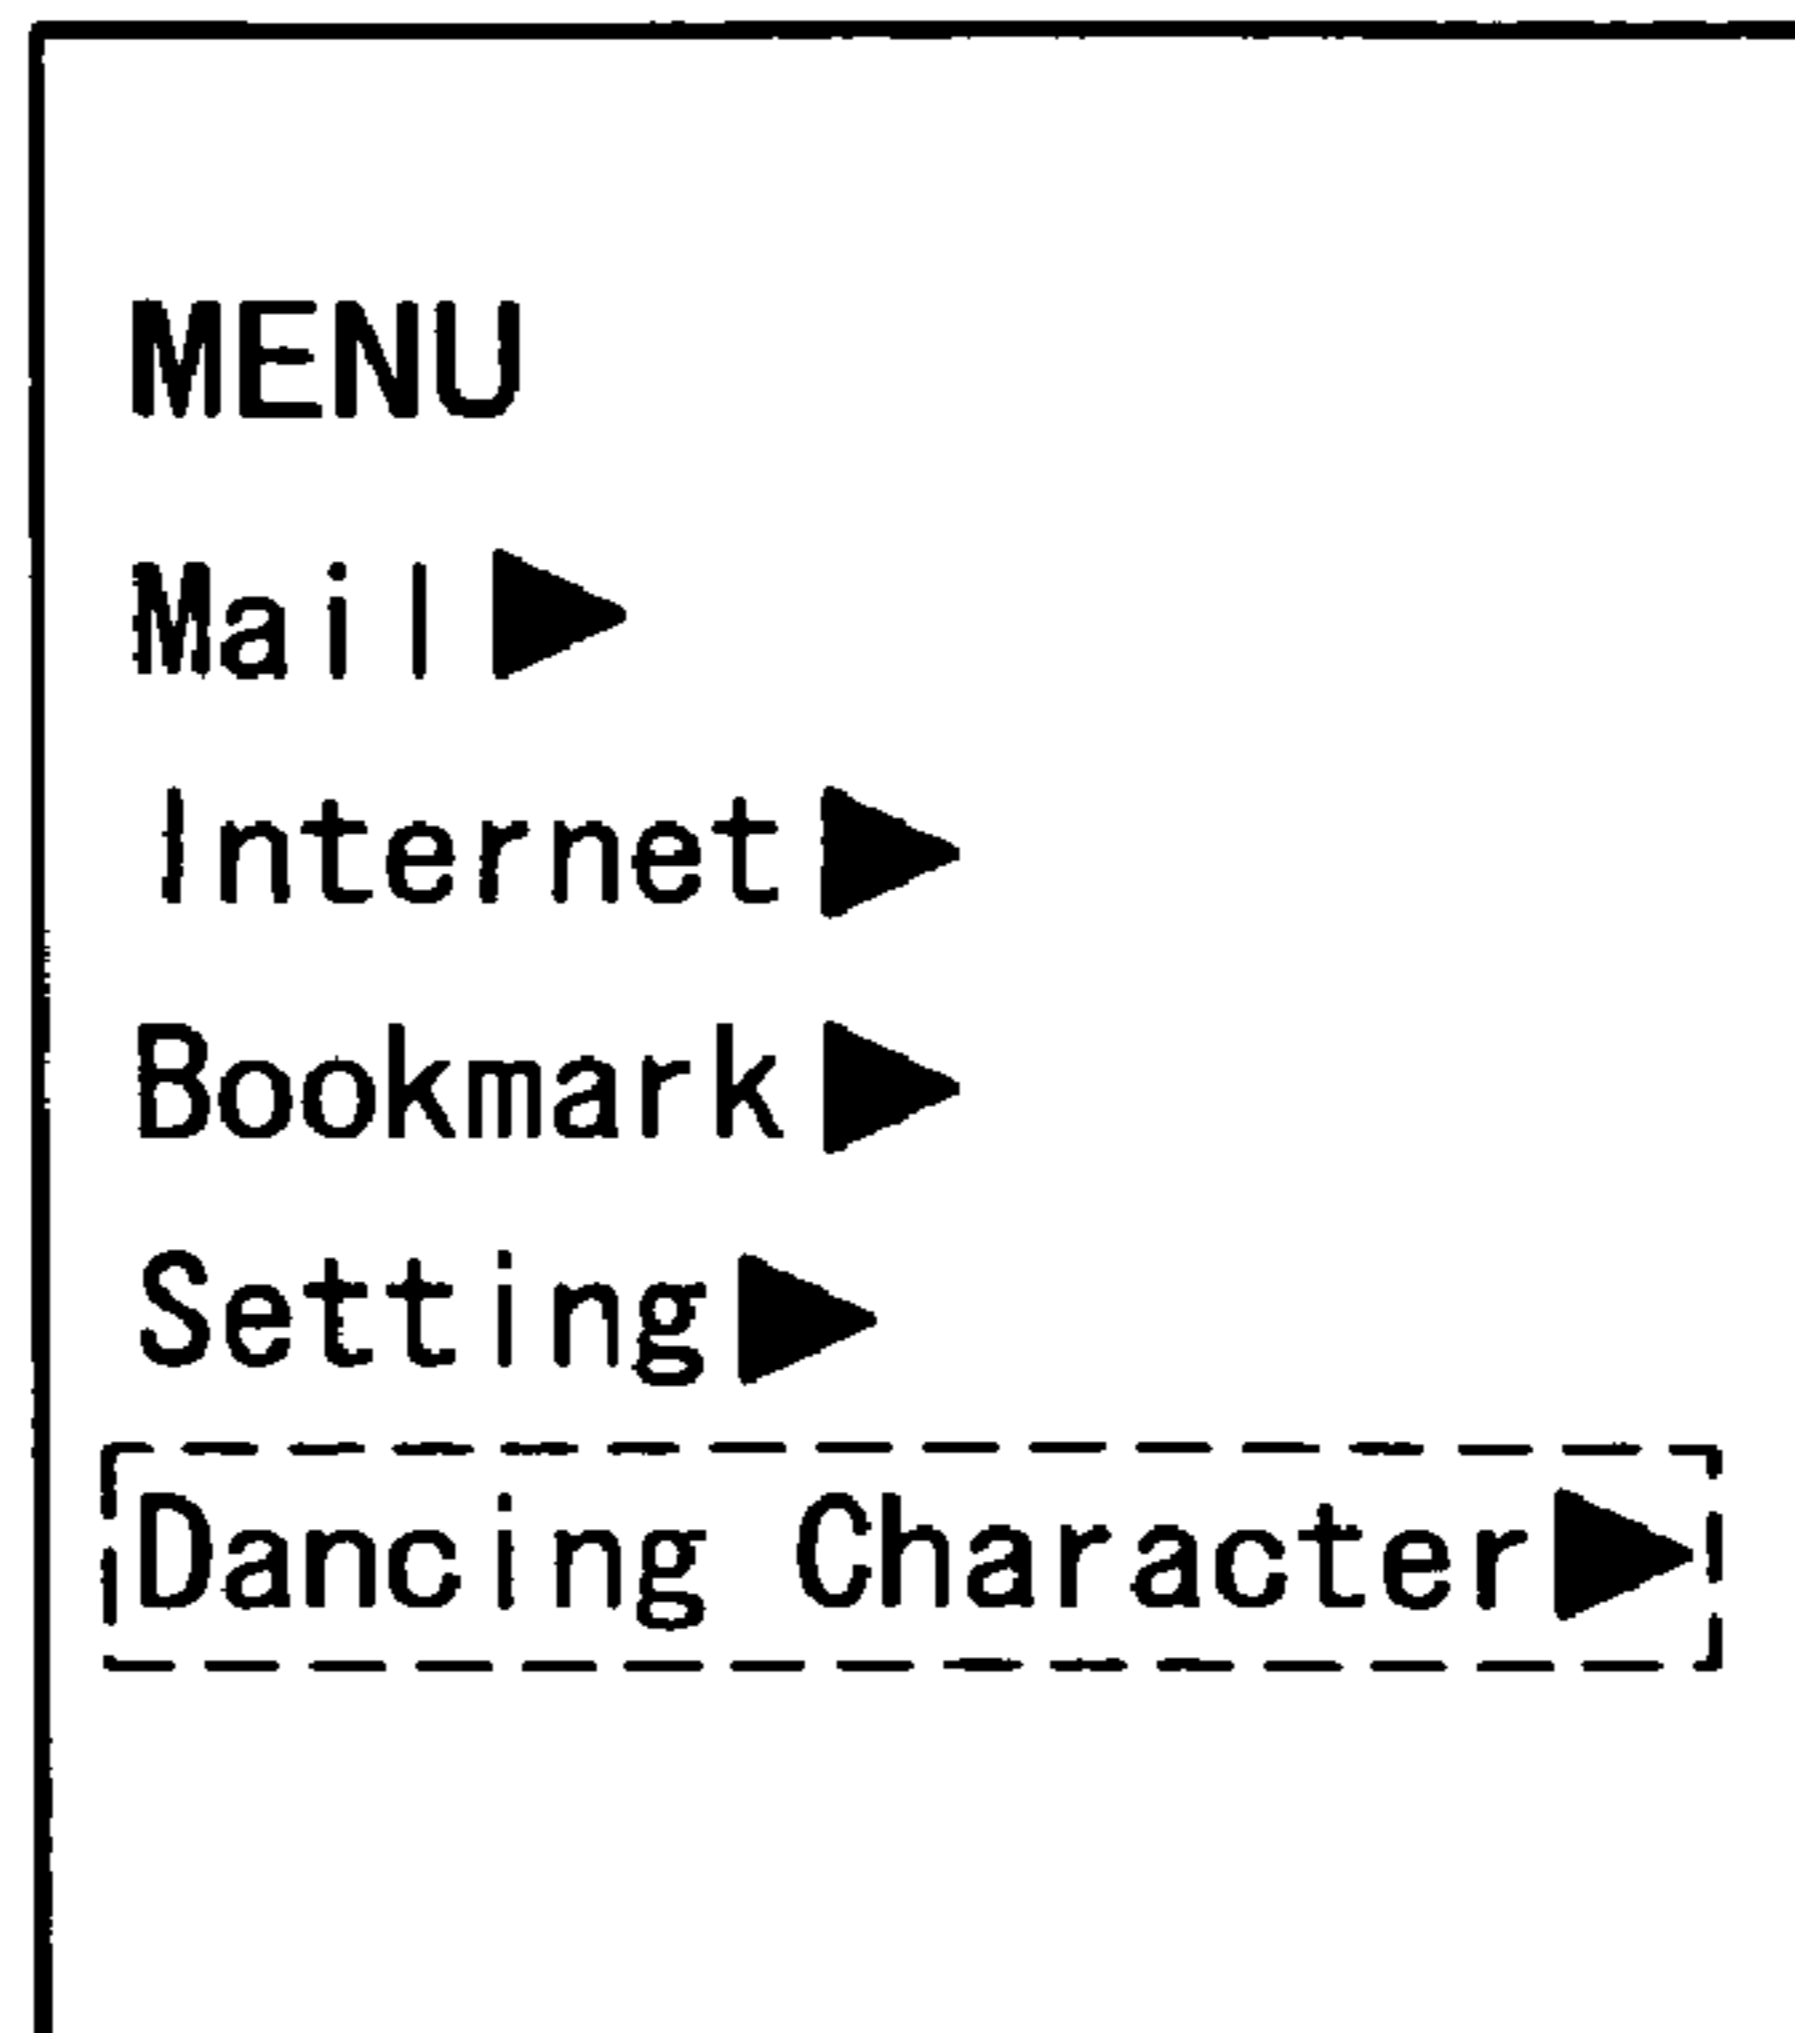 MENU
Mail
Internet
Bookmark
Setting
Dancing Character